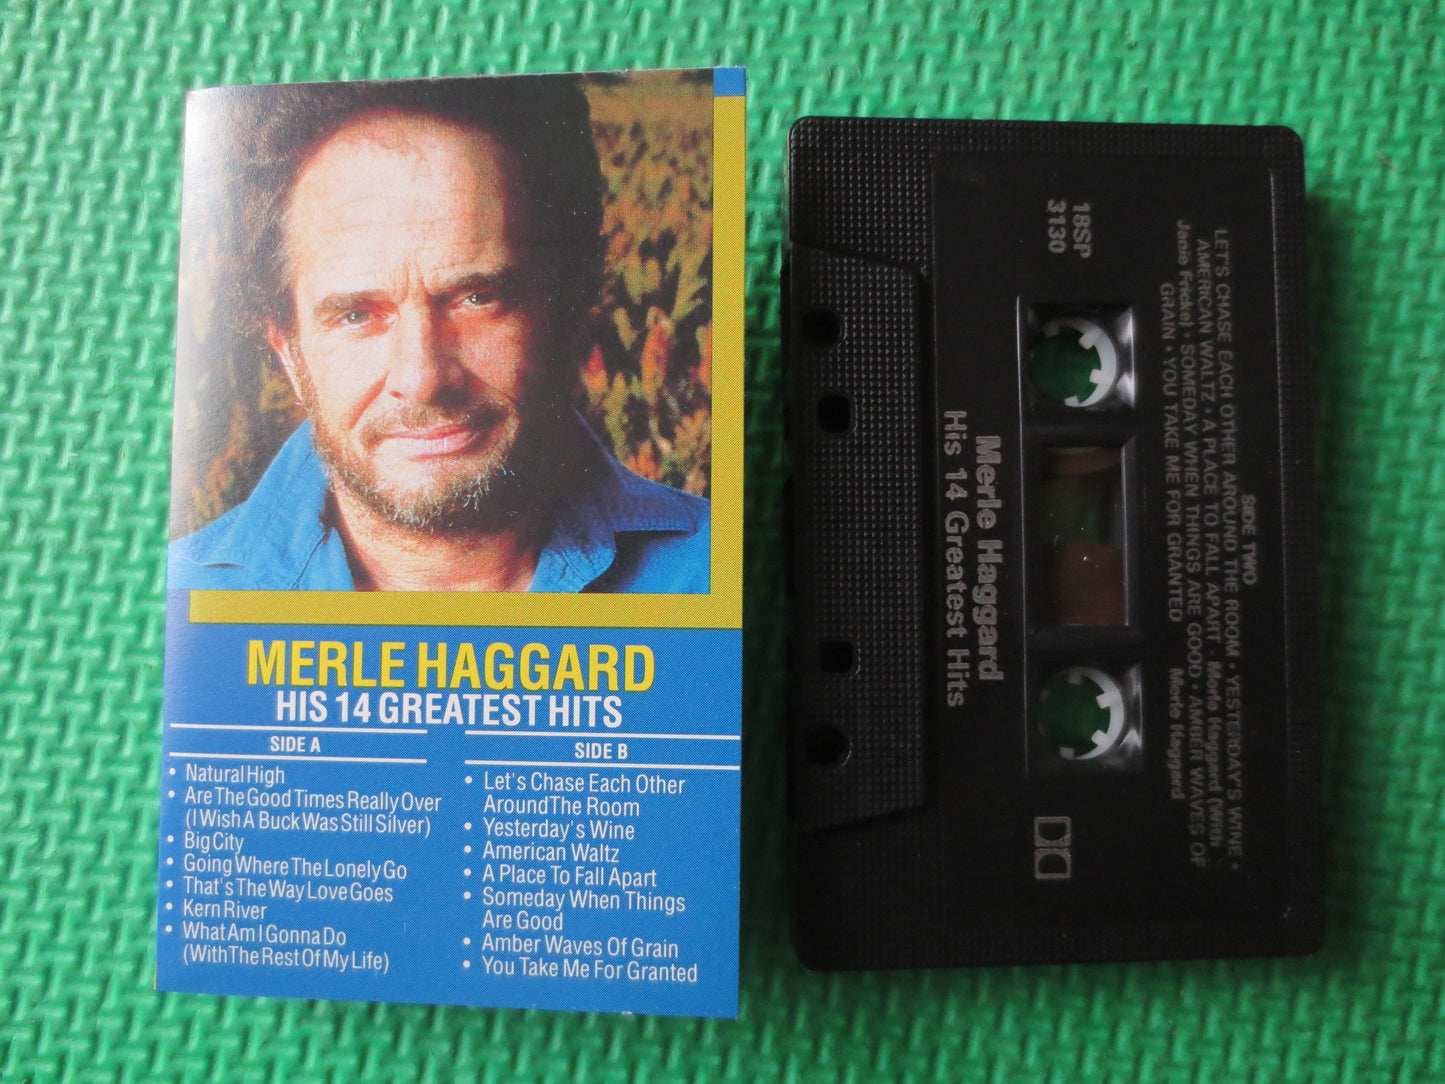 MERLE HAGGARD
HIS 14 GREATEST HITS
SIDE A
• Natural High
• Are The Good Times Really Over
(I Wish A Buck Was Still Silver)
• Big City
• Going Where The Lonely Go
• That's The Way Love Goes
• Kern River
• What Am I Gonna Do
(With The Rest Of My Life)
SIDE B
• Let's Chase Each Other
Around The Room
• Yesterday's Wine
• American Waltz
• A Place To Fall Apart
• Someday When Things
Are Good
• Amber Waves Of Grain
• You Take Me For Granted
18SP
3130
SIDE TWO
LET'S CHASE EACH OTHER AROUND THE ROOM • YESTERDAY'S WINE •
AMERICAN WALTZ • A PLACE TO FALL APART - Merle Haggard (With
Janie Fricke) • SOMEDAY WHEN THINGS ARE GOOD • AMBER WAVES OF
GRAIN • YOU TAKE ME FOR GRANTED
Merle Haggard
Merle Haggard
His 14 Greatest Hits